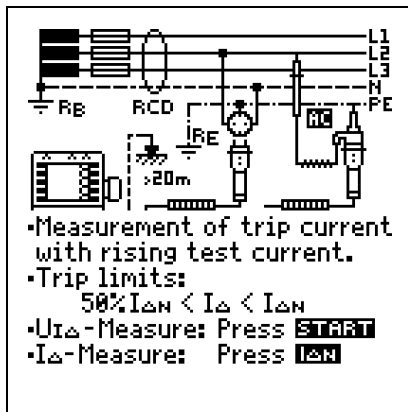 L1
L2
L3
N
PE
RB RCD
RE
AC
>20m
▪Measurement of trip current
with rising test current.
▪Trip limits:
50%IΔN < IΔ < IΔN
▪UIΔ-Measure: Press START
▪IΔ-Measure: Press IΔN